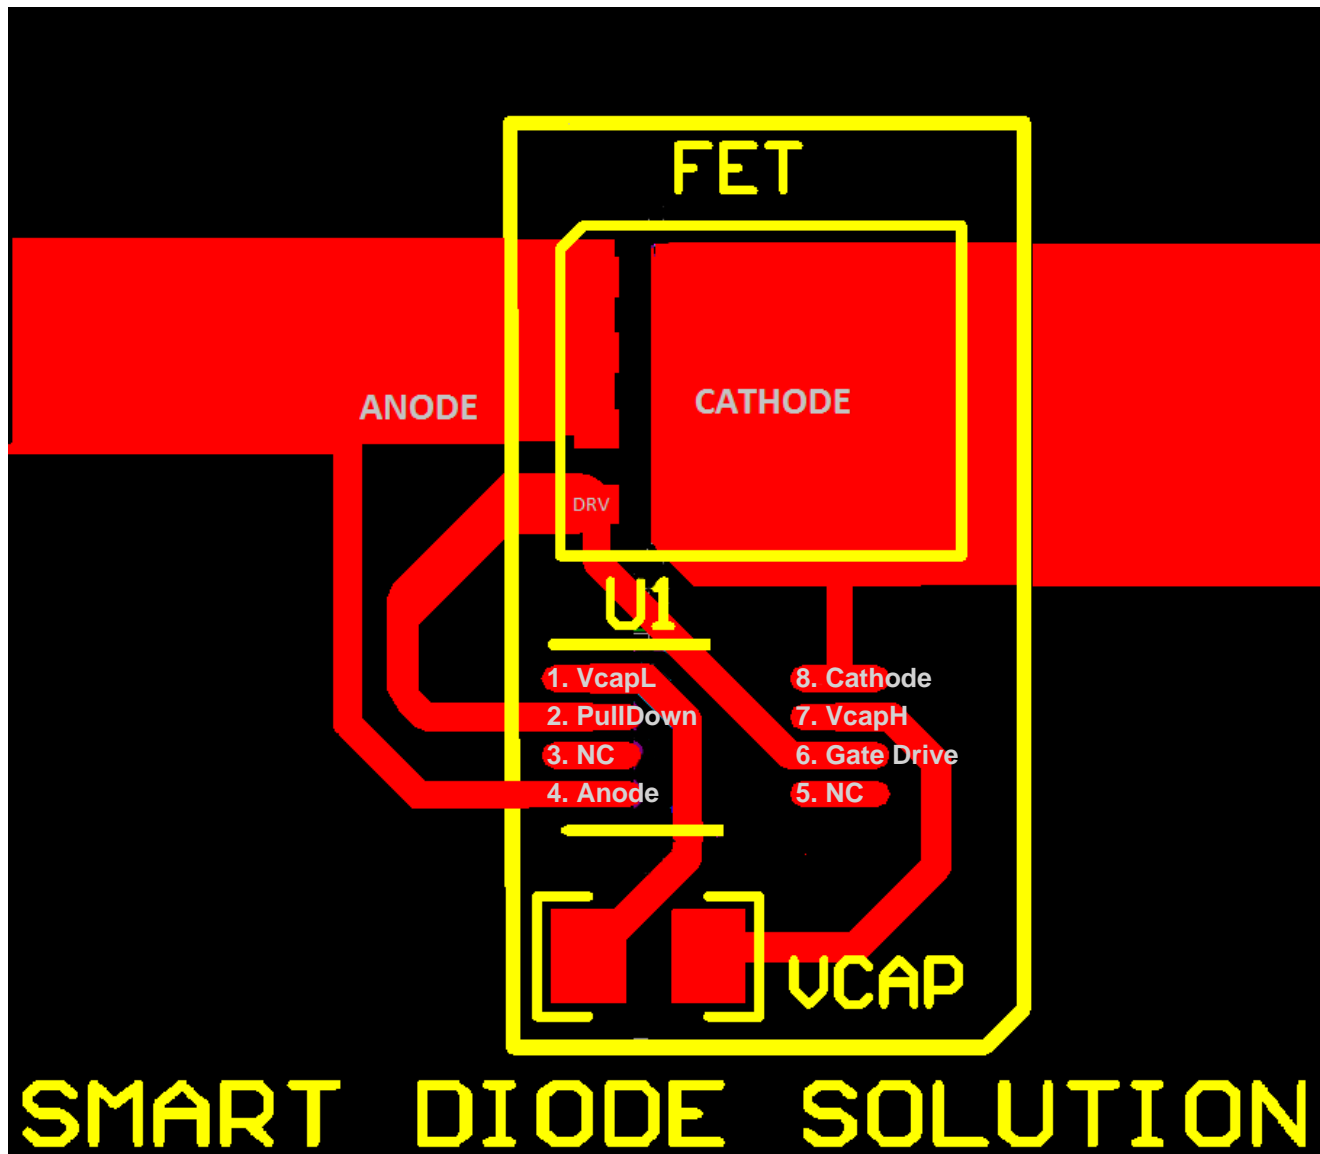 FET
ANODE
CATHODE
DRV
U1
1. VcapL
8. Cathode
2. PullDown
7. VcapH
3. NC
6. Gate Drive
4. Anode
5. NC
VCAP
SMART DIODE SOLUTION